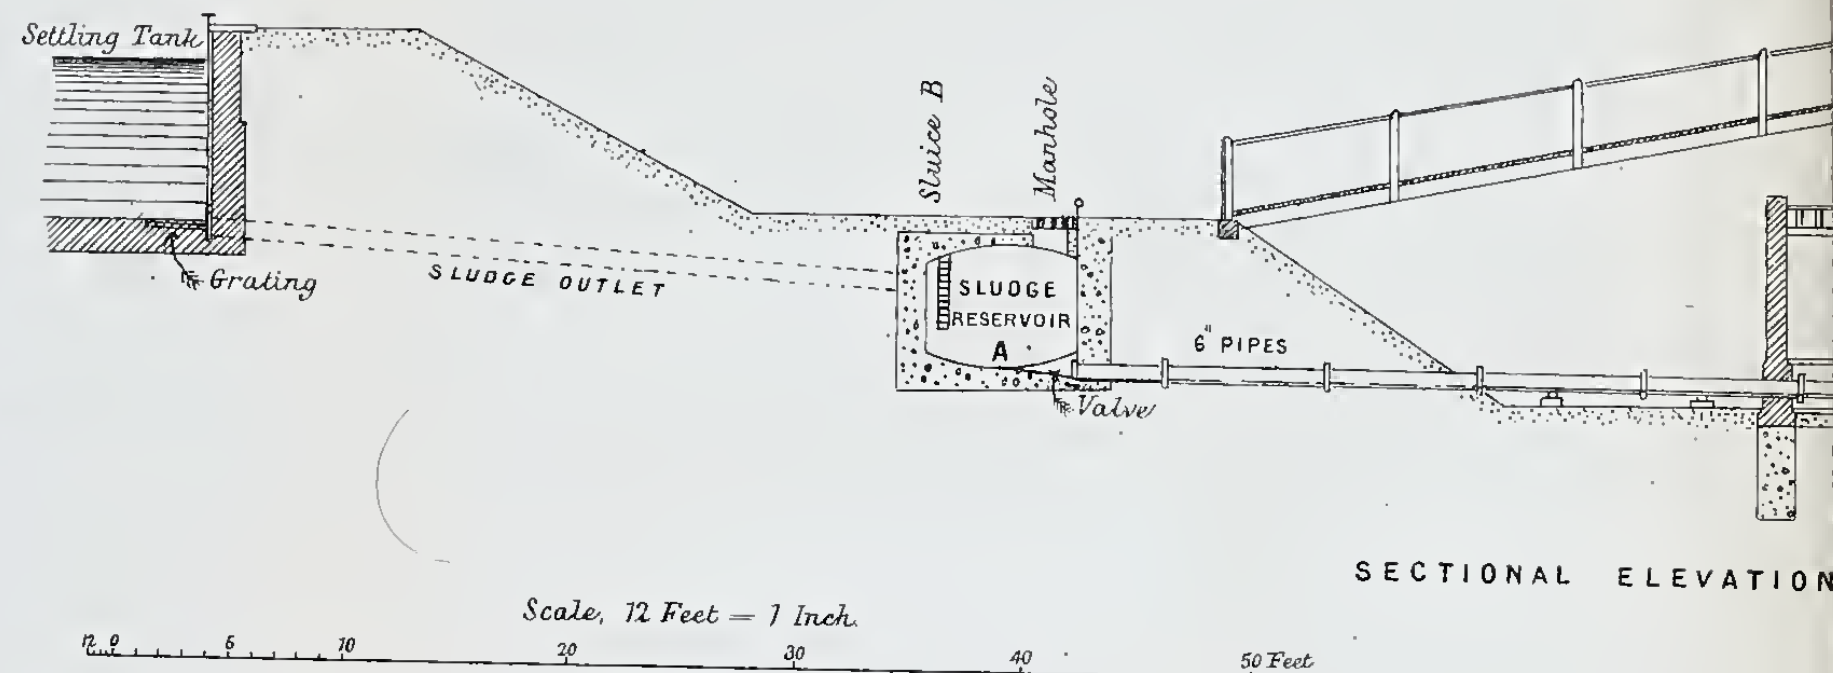 Settling Tank
Sluice B
Manhole
Grating
SLUDGE OUTLET
SLUDGE
RESERVOIR
A
6" PIPES
Valve
SECTIONAL ELEVATION
Scale, 12 Feet = 1 Inch.
12 0 5 10 20 30 40 50 Feet